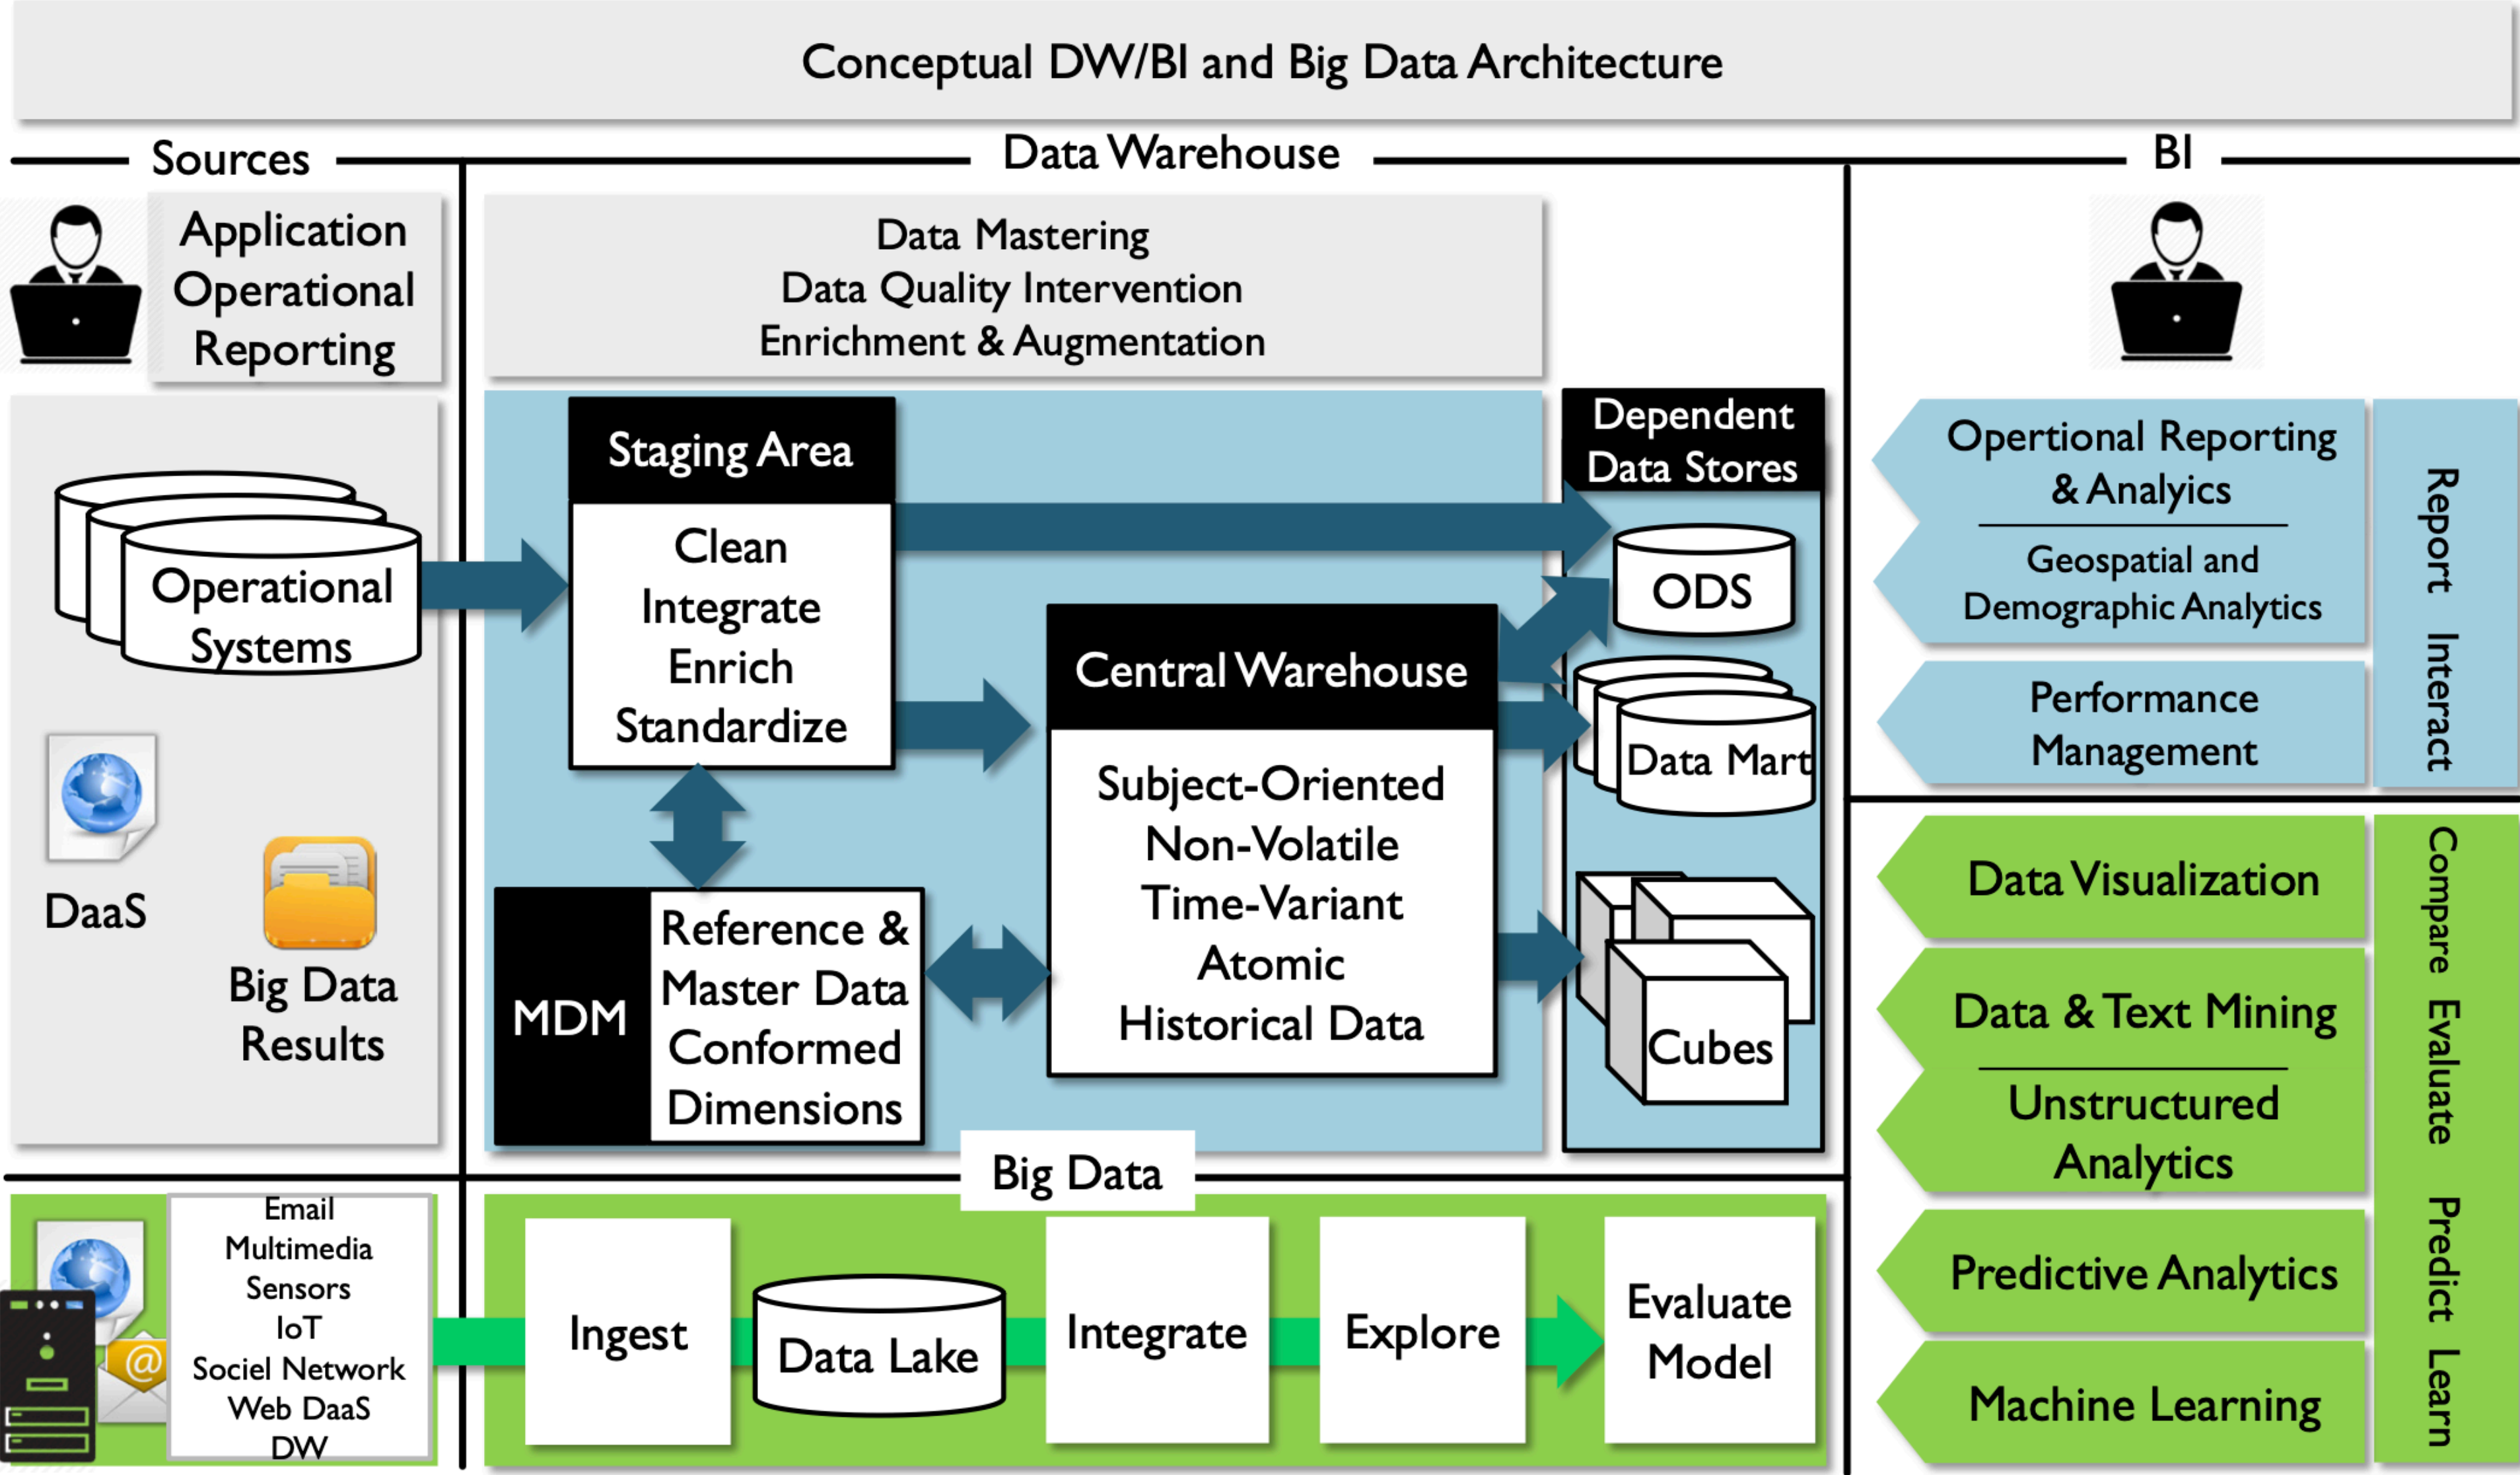 Conceptual DW/BI and Big Data Architecture
Sources
Data Warehouse
BI
Application
Operational
Reporting
Data Mastering
Data Quality Intervention
Enrichment & Augmentation
Operational
Systems
DaaS
Big Data
Results
Staging Area
Clean
Integrate
Enrich
Standardize
MDM
Reference &
Master Data
Conformed
Dimensions
Central Warehouse
Subject-Oriented
Non-Volatile
Time-Variant
Atomic
Historical Data
Dependent
Data Stores
ODS
Data Mart
Cubes
Opertional Reporting
& Analyics
Geospatial and
Demographic Analytics
Performance
Management
Report Interact
Data Visualization
Data & Text Mining
Unstructured
Analytics
Predictive Analytics
Machine Learning
Compare Evaluate Predict Learn
Big Data
@
Email
Multimedia
Sensors
IoT
Sociel Network
Web DaaS
DW
Ingest
Data Lake
Integrate
Explore
Evaluate
Model